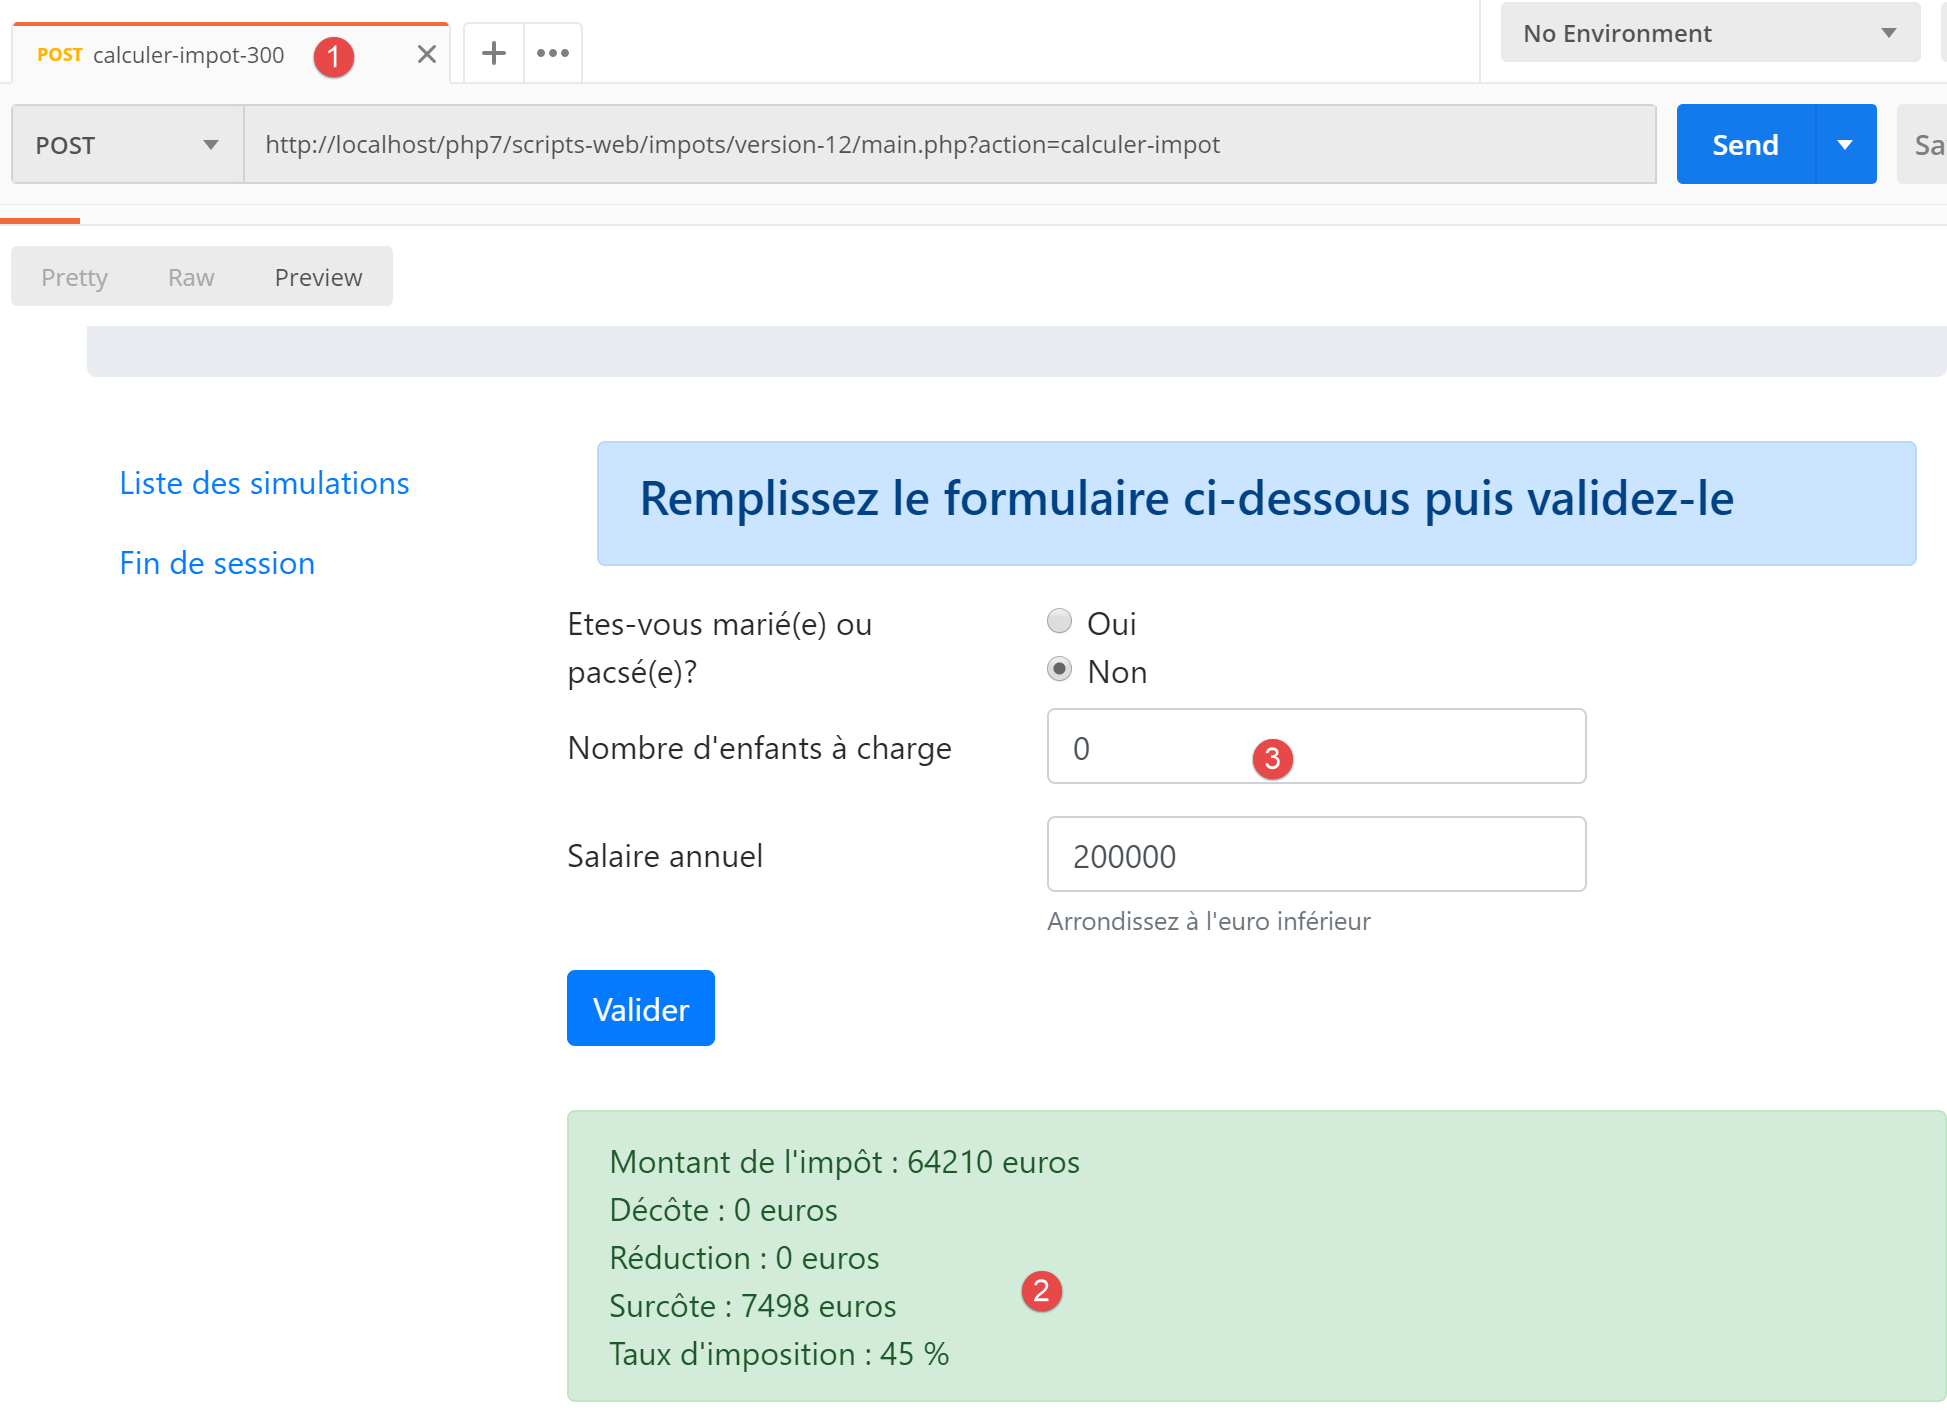 POST calculer-impot-300 1
No Environment
POST http://localhost/php7/scripts-web/impots/version-12/main.php?action=calculer-impot Send
Pretty Raw Preview
Liste des simulations
Fin de session
Remplissez le formulaire ci-dessous puis validez-le
Etes-vous marié(e) ou
pacsé(e)?
Oui
Non
Nombre d'enfants à charge
0 3
Salaire annuel
200000
Arrondissez à l'euro inférieur
Valider
Montant de l'impôt : 64210 euros
Décôte : 0 euros
Réduction : 0 euros
Surcôte : 7498 euros
2
Taux d'imposition : 45 %